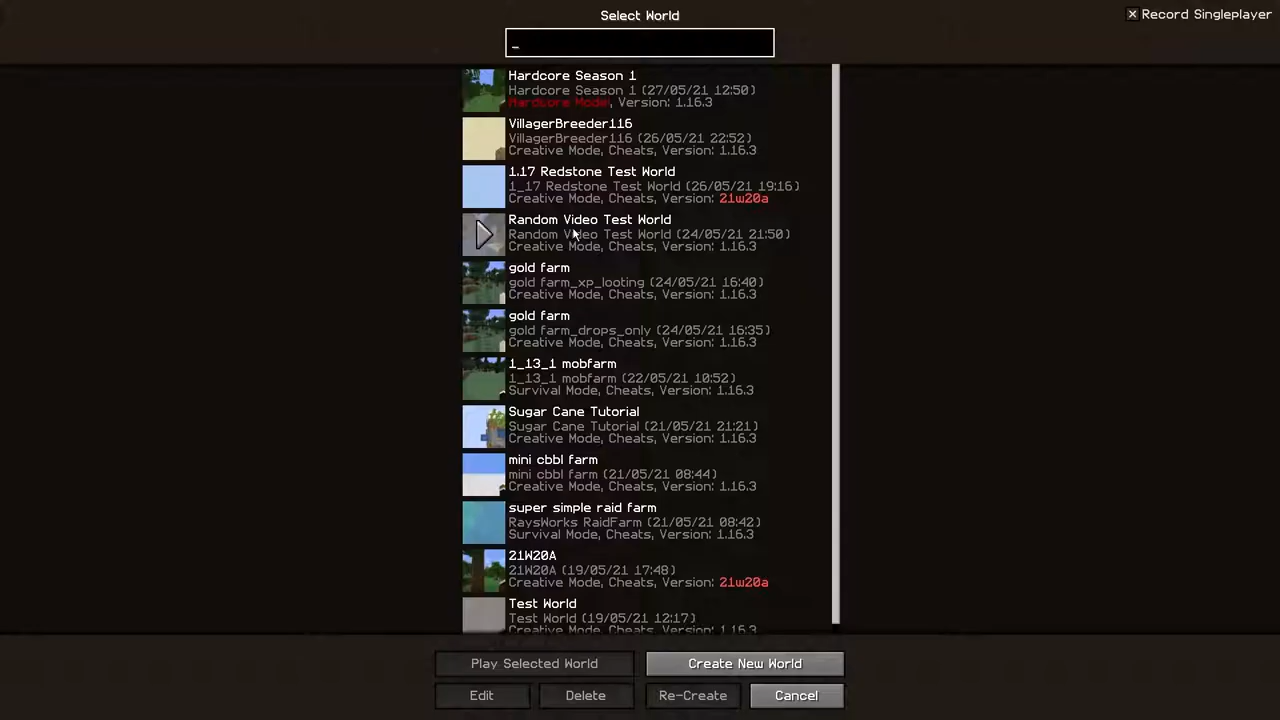 Select World
Record Singleplayer
_
Hardcore Season 1
Hardcore Season 1 (27/05/21 12:50)
Hardcore Mode!, Version: 1.16.3
VillagerBreeder116
VillagerBreeder116 (26/05/21 22:52)
Creative Mode, Cheats, Version: 1.16.3
1.17 Redstone Test World
1_17 Redstone Test World (26/05/21 19:16)
Creative Mode, Cheats, Version: 21w20a
Random Video Test World
Random Video Test World (24/05/21 21:50)
Creative Mode, Cheats, Version: 1.16.3
gold farm
gold farm_xp_looting (24/05/21 16:40)
Creative Mode, Cheats, Version: 1.16.3
gold farm
gold farm_drops_only (24/05/21 16:35)
Creative Mode, Cheats, Version: 1.16.3
1_13_1 mobfarm
1_13_1 mobfarm (22/05/21 10:52)
Survival Mode, Cheats, Version: 1.16.3
Sugar Cane Tutorial
Sugar Cane Tutorial (21/05/21 21:21)
Creative Mode, Cheats, Version: 1.16.3
mini cbbl farm
mini cbbl farm (21/05/21 08:44)
Creative Mode, Cheats, Version: 1.16.3
super simple raid farm
RaysWorks RaidFarm (21/05/21 08:42)
Survival Mode, Cheats, Version: 1.16.3
21W20A
21W20A (19/05/21 17:48)
Creative Mode, Cheats, Version: 21w20a
Test World
Test World (19/05/21 12:17)
Creative Mode, Cheats, Version: 1.16.3
Play Selected World
Create New World
Edit
Delete
Re-Create
Cancel